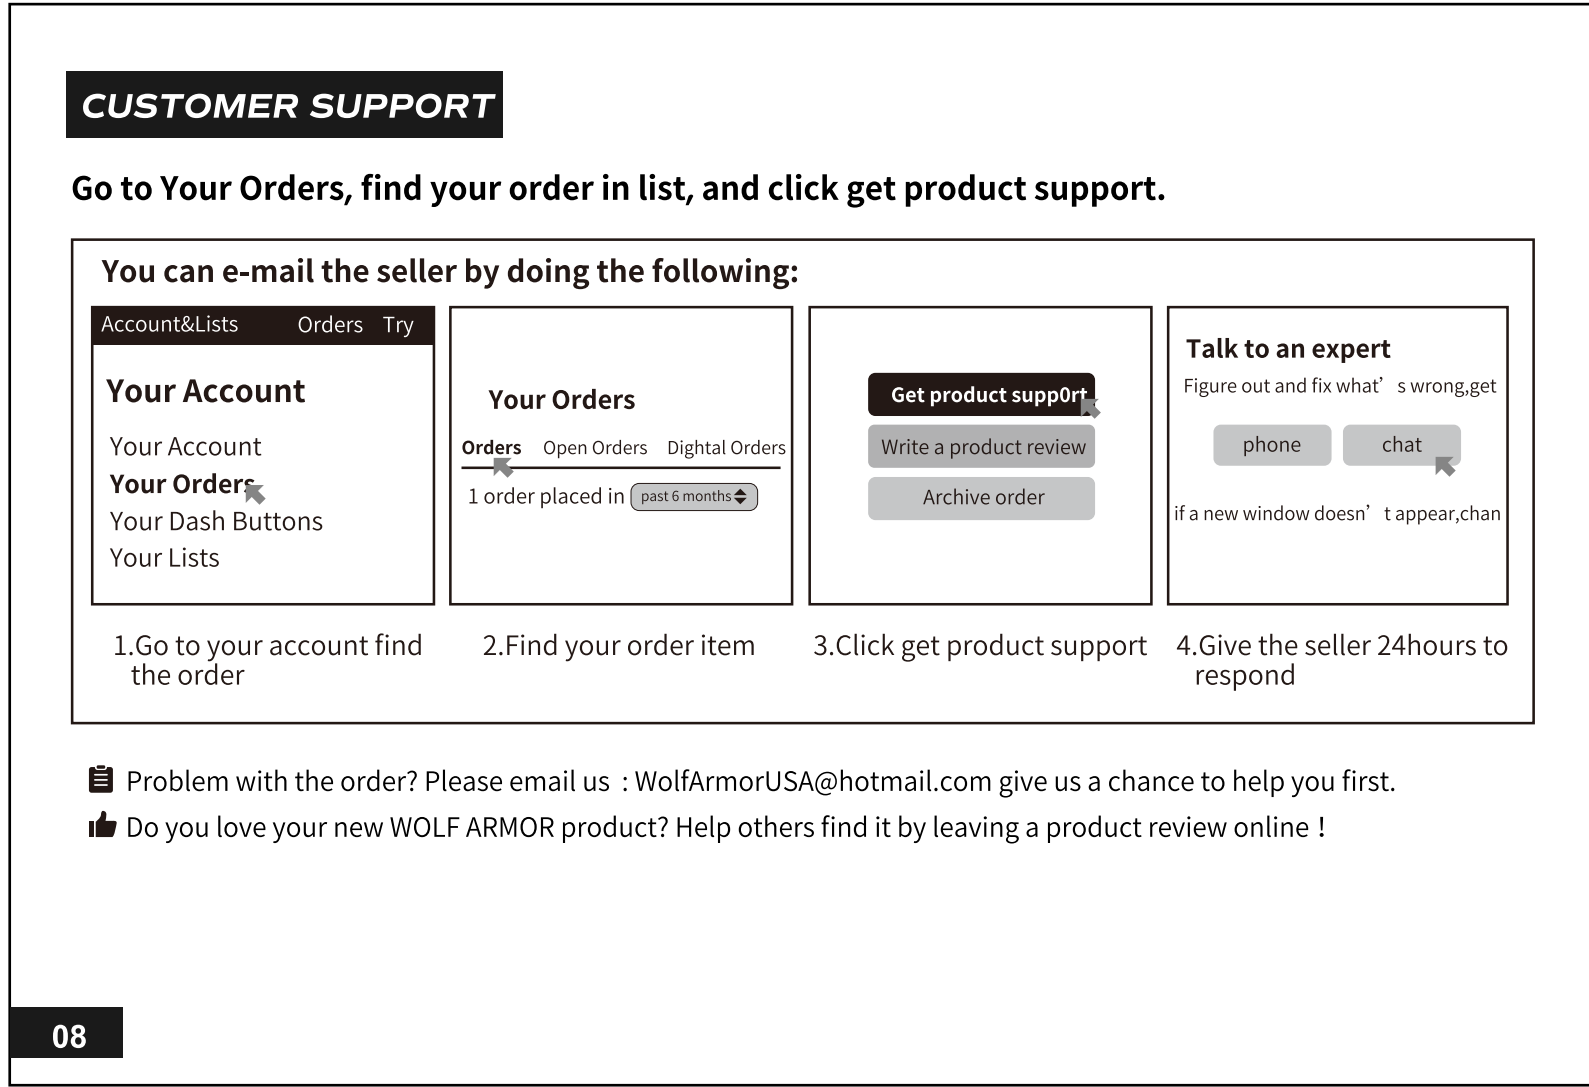 CUSTOMER SUPPORT
Go to Your Orders, find your order in list, and click get product support.
You can e-mail the seller by doing the following:
Account&Lists Orders Try
Your Account
Your Account
Your Orders
Your Dash Buttons
Your Lists
1.Go to your account find
the order
Your Orders
Orders Open Orders Dightal Orders
1 order placed in past 6 months
2.Find your order item
Get product supp0rt
Write a product review
Archive order
3.Click get product support
Talk to an expert
Figure out and fix what’ s wrong,get
phone chat
if a new window doesn’ t appear,chan
4.Give the seller 24hours to
respond
Problem with the order? Please email us : WolfArmorUSA@hotmail.com give us a chance to help you first.
Do you love your new WOLF ARMOR product? Help others find it by leaving a product review online !
08